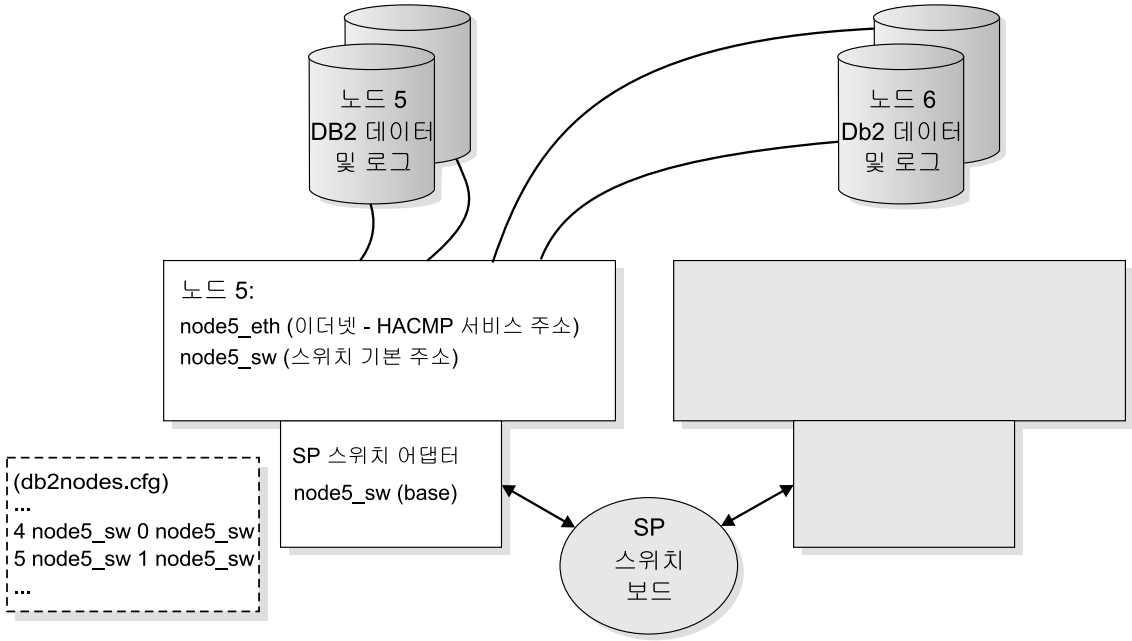 노드 5
DB2 데이터
및 로그
노드 6
Db2 데이터
및 로그
노드 5:
node5_eth (이더넷 - HACMP 서비스 주소)
node5_sw (스위치 기본 주소)
SP 스위치 어댑터
node5_sw (base)
(db2nodes.cfg)
...
4 node5_sw 0 node5_sw
5 node5_sw 1 node5_sw
...
SP
스위치
보드